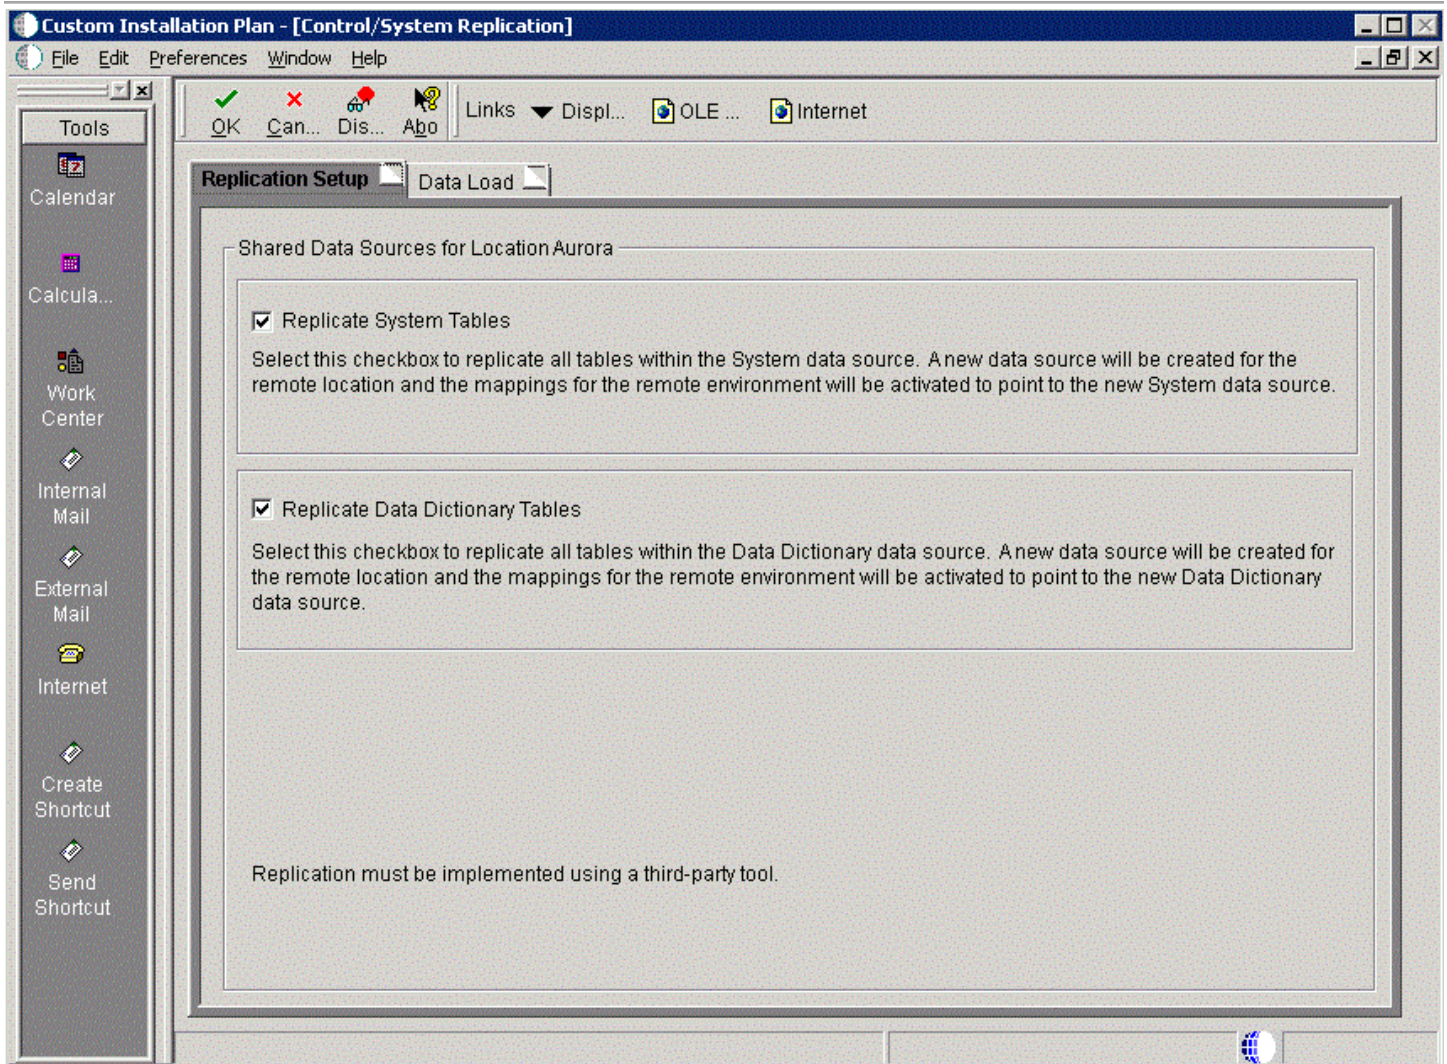 Custom Installation Plan - [Control/System Replication]
File Edit Preferences Window Help
Tools
OK Can... Dis... Abo Links Displ... OLE ... Internet
Calendar
Calcula...
Work
Center
Internal
Mail
External
Mail
Internet
Create
Shortcut
Send
Shortcut
Replication Setup Data Load
Shared Data Sources for Location Aurora
Replicate System Tables
Select this checkbox to replicate all tables within the System data source. A new data source will be created for the
remote location and the mappings for the remote environment will be activated to point to the new System data source.
Replicate Data Dictionary Tables
Select this checkbox to replicate all tables within the Data Dictionary data source. A new data source will be created for
the remote location and the mappings for the remote environment will be activated to point to the new Data Dictionary
data source.
Replication must be implemented using a third-party tool.